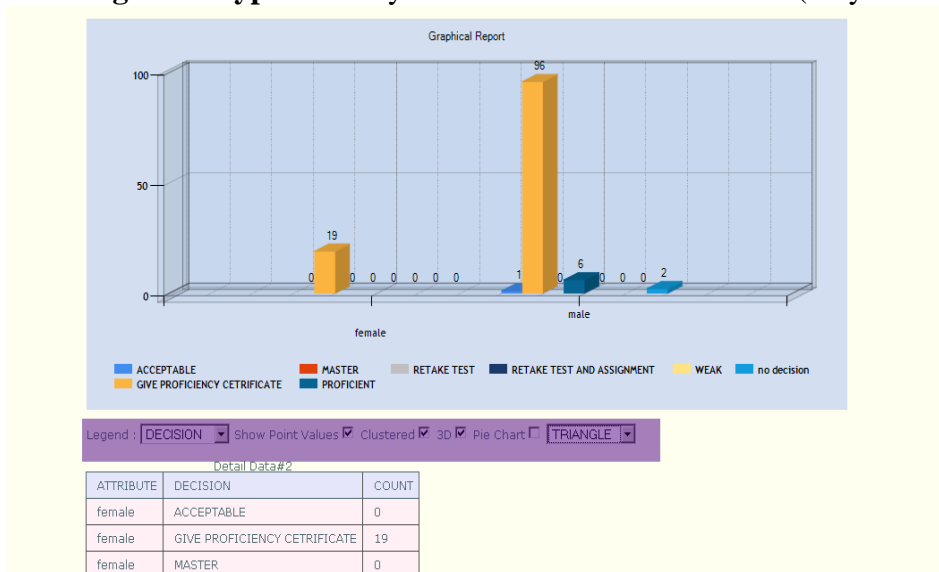 Graphical Report
100
50
0
0 19 0 0 0 0 0 0
1 96 0 6 0 0 0 2
female
male
ACCEPTABLE MASTER RETAKE TEST RETAKE TEST AND ASSIGNMENT WEAK no decision
GIVE PROFICIENCY CETRIFICATE PROFICIENT
Legend : DECISION Show Point Values Clustered 3D Pie Chart TRIANGLE
Detail Data#2
ATTRIBUTE DECISION COUNT
female ACCEPTABLE 0
female GIVE PROFICIENCY CETRIFICATE 19
female MASTER 0